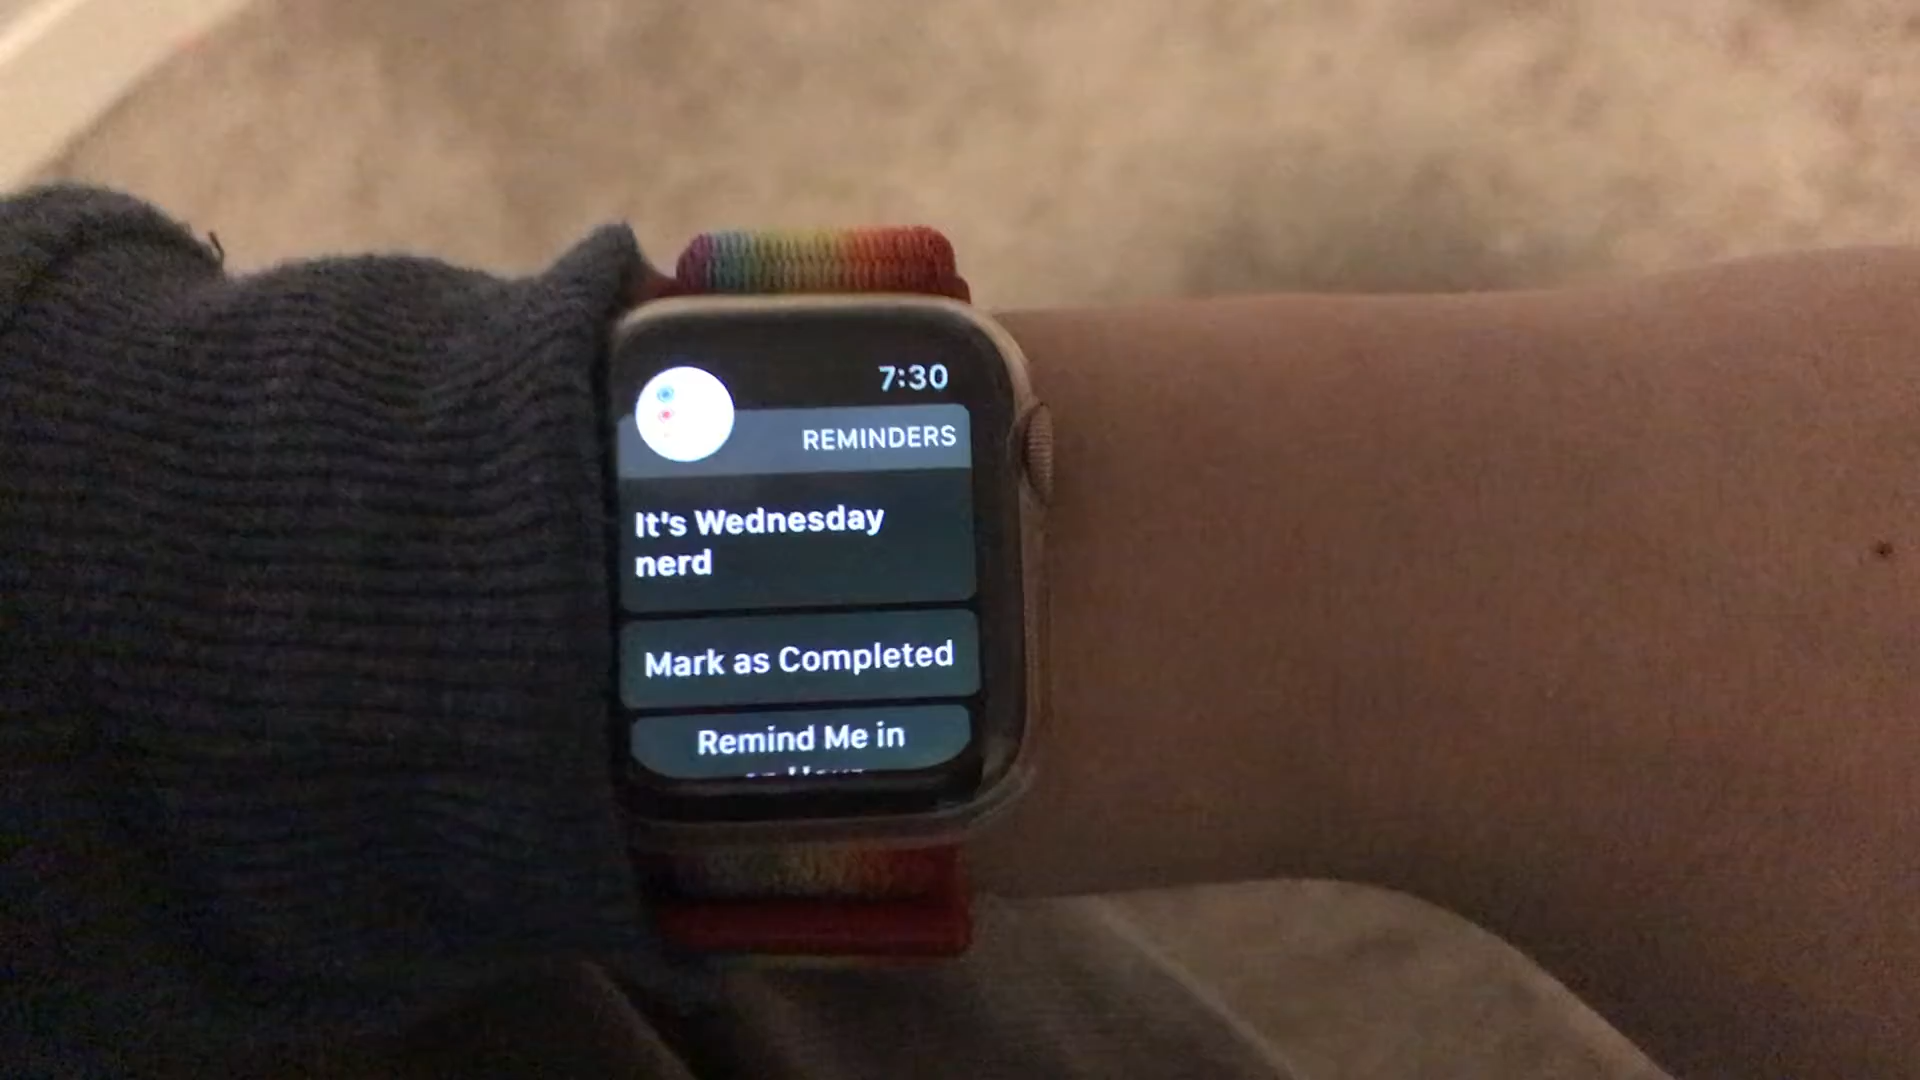 7:30
REMINDERS
It's Wednesday
nerd
Mark as Completed
Remind Me in